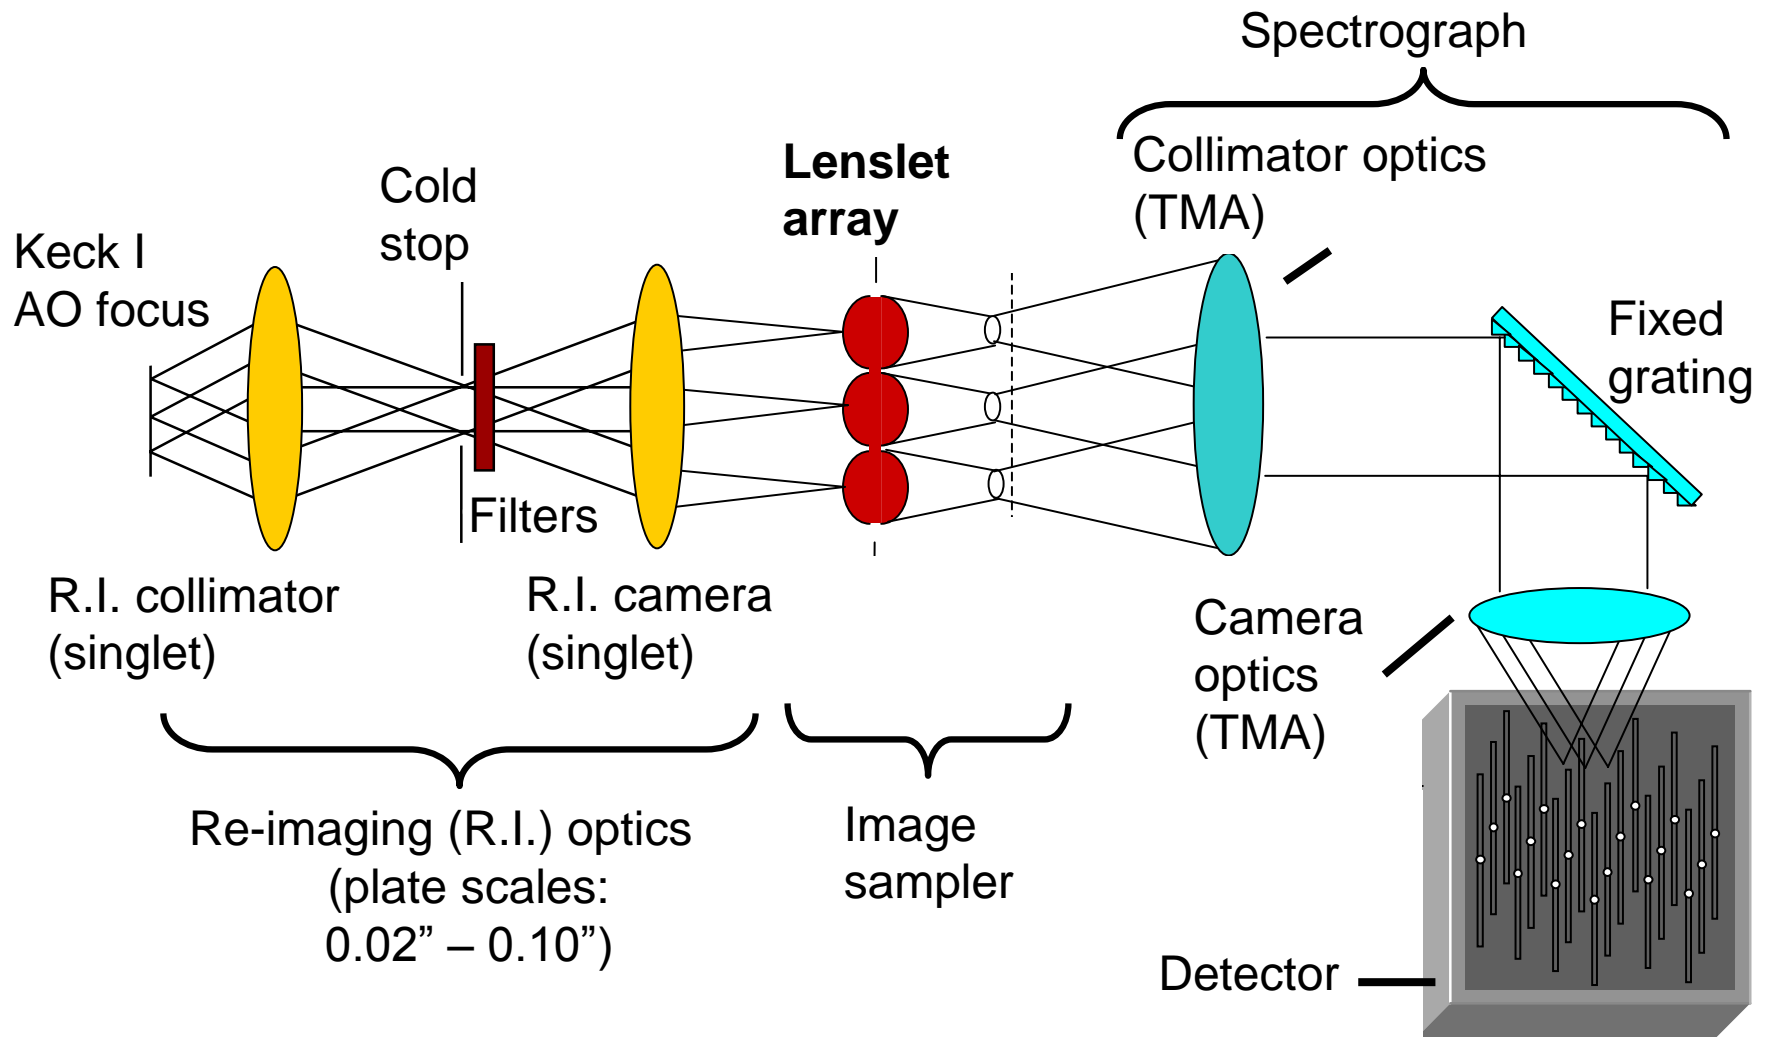 Spectrograph
Collimator optics
(TMA)
Lenslet
array
Cold
stop
Keck I
AO focus
Fixed
grating
Filters
R.I. collimator
(singlet)
R.I. camera
(singlet)
Camera
optics
(TMA)
Re-imaging (R.I.) optics
(plate scales:
0.02” – 0.10”)
Image
sampler
Detector